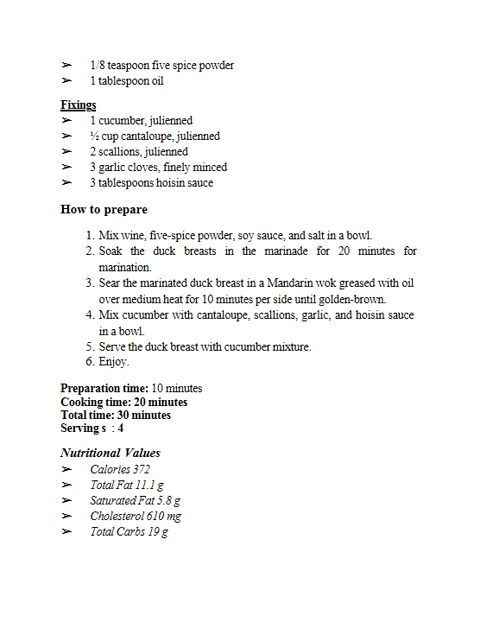 ➢ 1/8 teaspoon five spice powder
➢ 1 tablespoon oil
Fixings
➢ 1 cucumber, julienned
➢ ½ cup cantaloupe, julienned
➢ 2 scallions, julienned
➢ 3 garlic cloves, finely minced
➢ 3 tablespoons hoisin sauce
How to prepare
1. Mix wine, five-spice powder, soy sauce, and salt in a bowl.
2. Soak the duck breasts in the marinade for 20 minutes for
marination.
3. Sear the marinated duck breast in a Mandarin wok greased with oil
over medium heat for 10 minutes per side until golden-brown.
4. Mix cucumber with cantaloupe, scallions, garlic, and hoisin sauce
in a bowl.
5. Serve the duck breast with cucumber mixture.
6. Enjoy.
Preparation time: 10 minutes
Cooking time: 20 minutes
Total time: 30 minutes
Serving s : 4
Nutritional Values
➢ Calories 372
➢ Total Fat 11.1 g
➢ Saturated Fat 5.8 g
➢ Cholesterol 610 mg
➢ Total Carbs 19 g